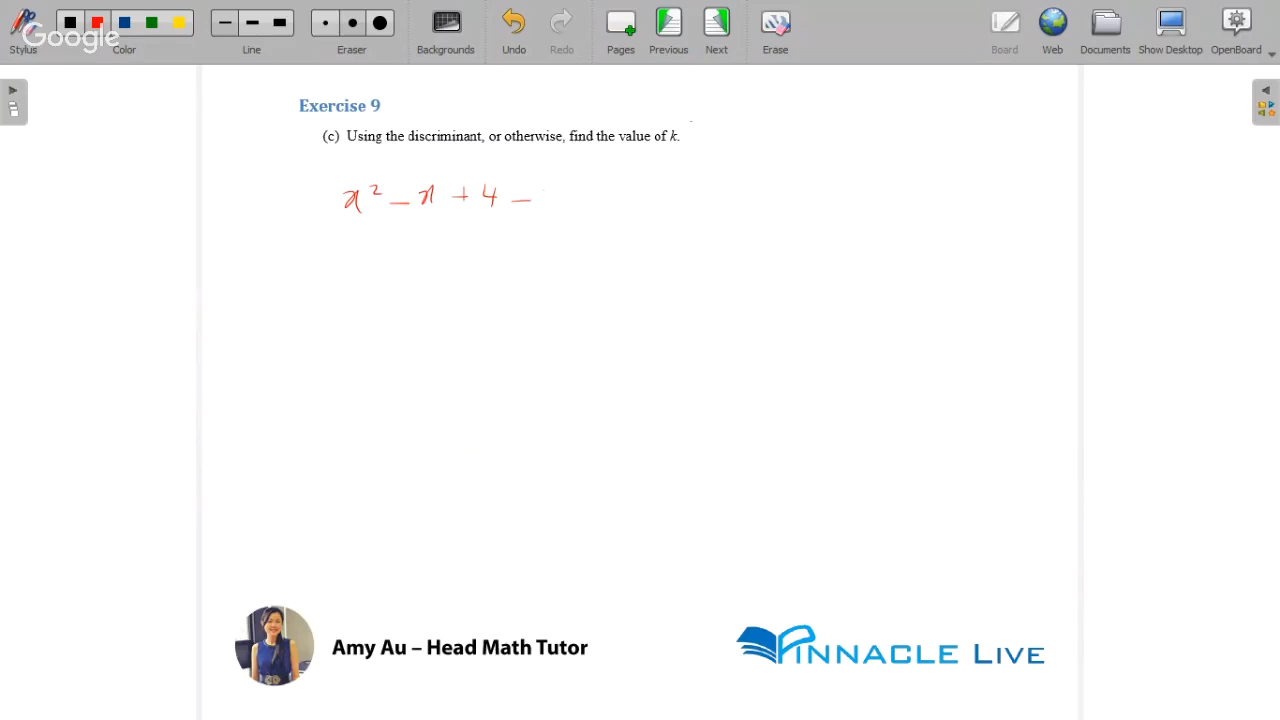 Stylus
Color
Line
Eraser
Backgrounds
Undo
Redo
Pages
Previous
Next
Erase
Board
Web
Documents
Show Desktop
OpenBoard
Google
Exercise 9
(c) Using the discriminant, or otherwise, find the value of k.
x² - x + 4 -
Amy Au – Head Math Tutor
PINNACLE LIVE